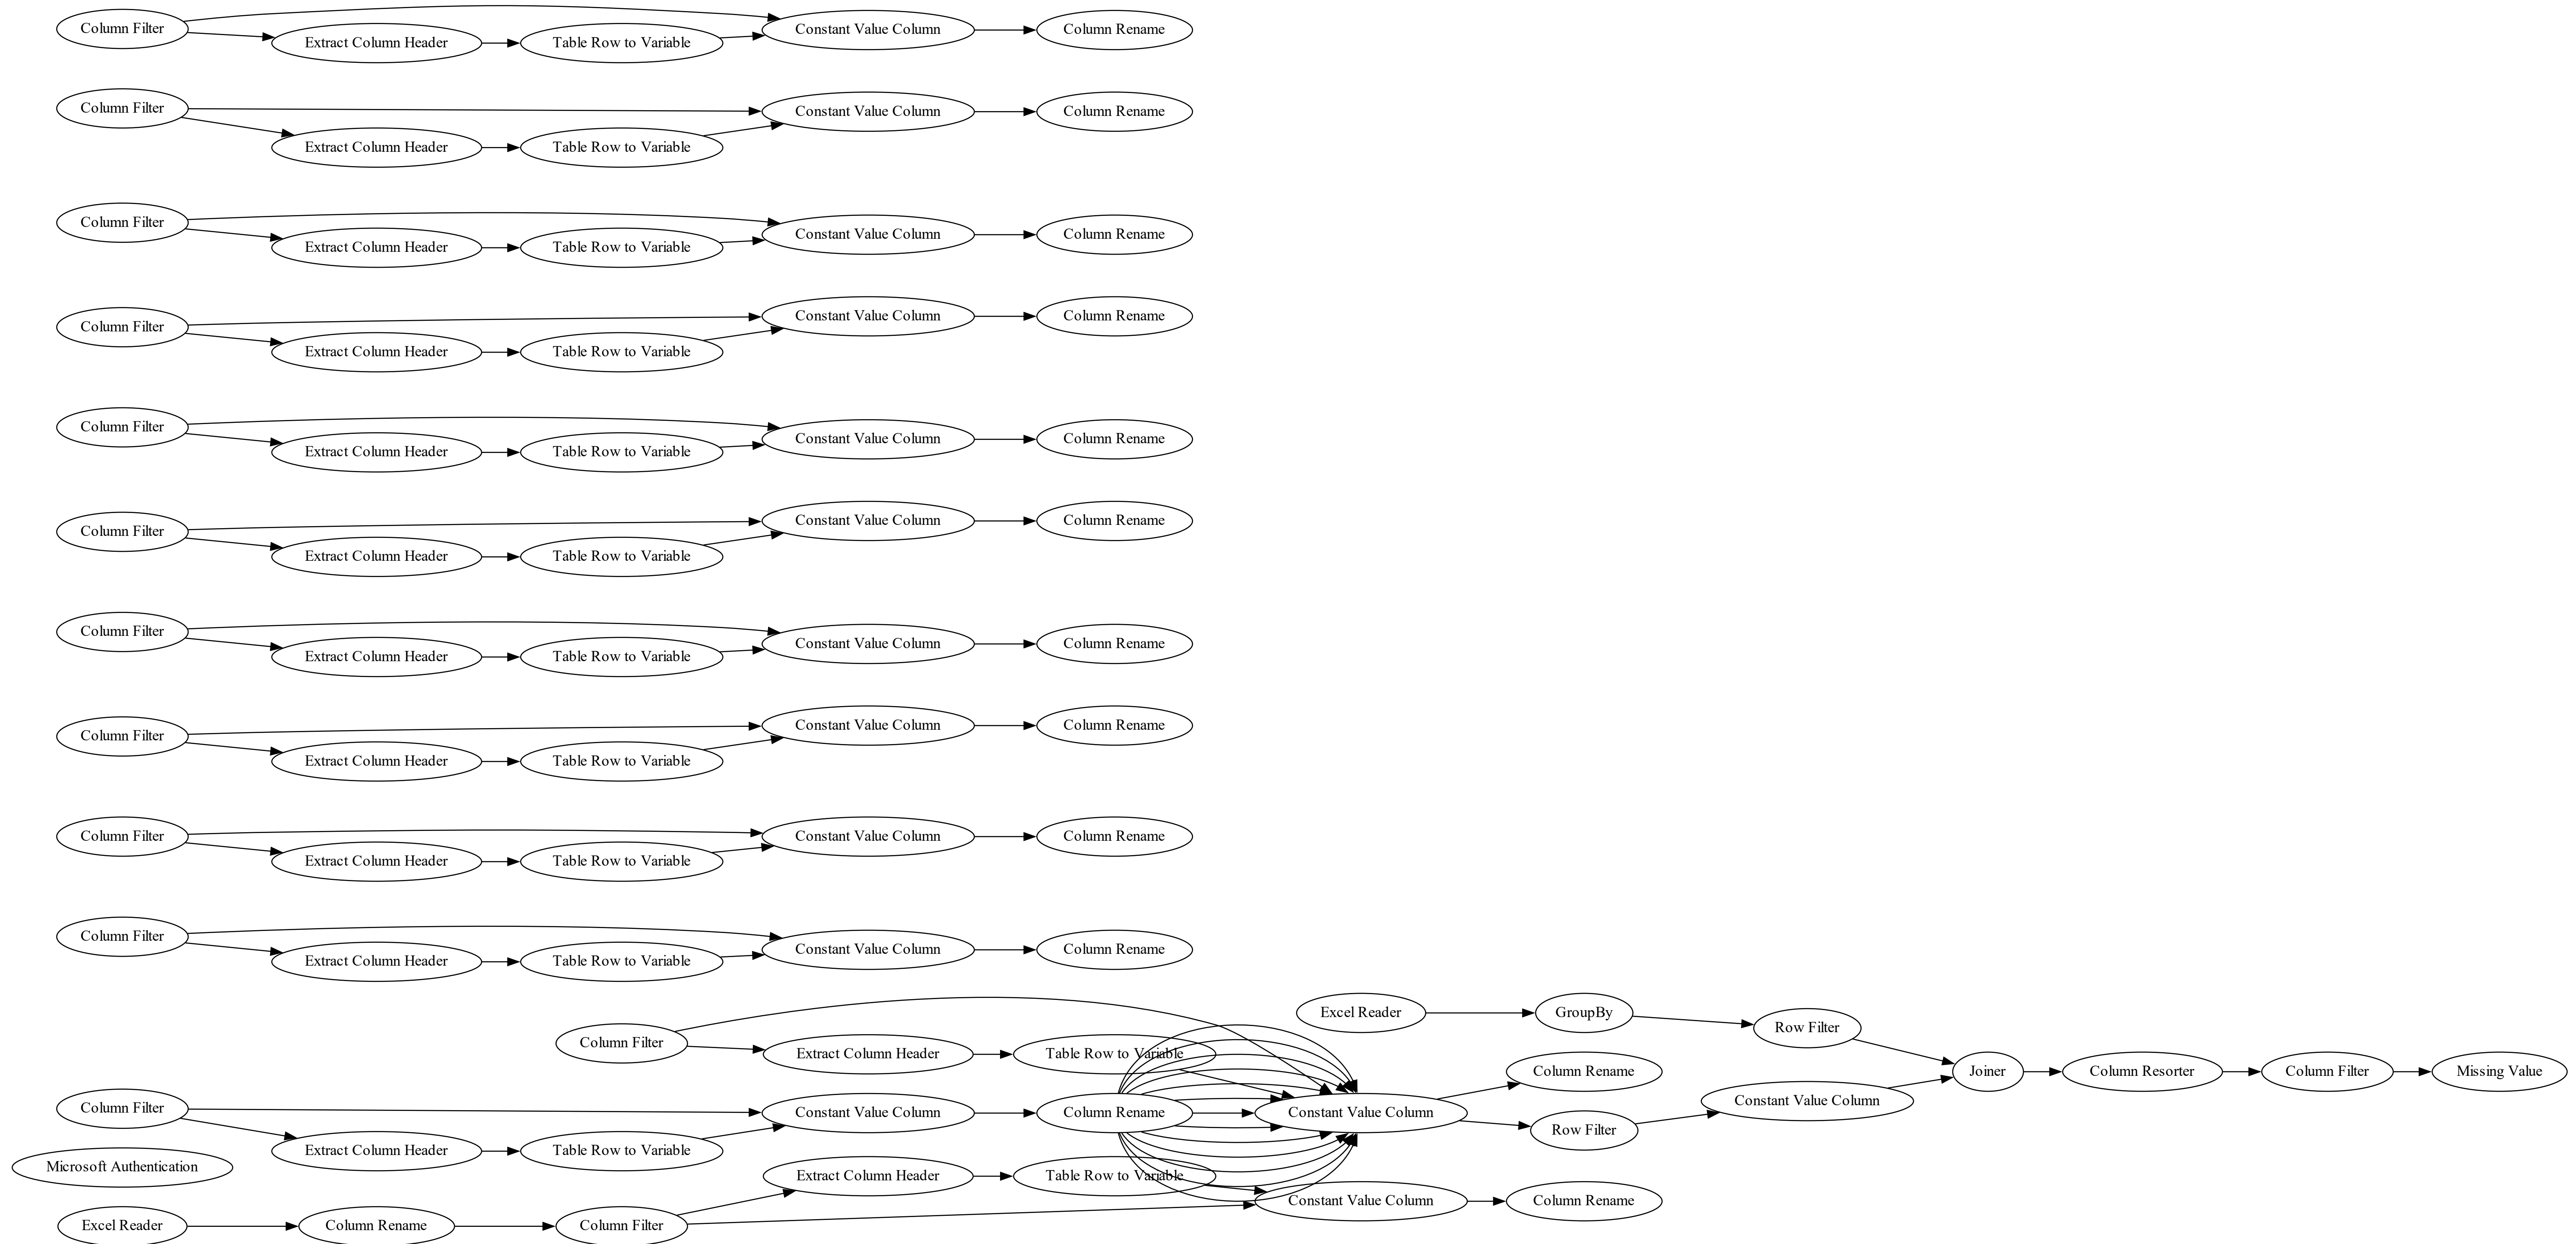 Column Filter
Extract Column Header
Table Row to Variable
Constant Value Column
Column Rename
Column Filter
Extract Column Header
Table Row to Variable
Constant Value Column
Column Rename
Column Filter
Extract Column Header
Table Row to Variable
Constant Value Column
Column Rename
Column Filter
Extract Column Header
Table Row to Variable
Constant Value Column
Column Rename
Column Filter
Extract Column Header
Table Row to Variable
Constant Value Column
Column Rename
Column Filter
Extract Column Header
Table Row to Variable
Constant Value Column
Column Rename
Column Filter
Extract Column Header
Table Row to Variable
Constant Value Column
Column Rename
Column Filter
Extract Column Header
Table Row to Variable
Constant Value Column
Column Rename
Column Filter
Extract Column Header
Table Row to Variable
Constant Value Column
Column Rename
Column Filter
Extract Column Header
Table Row to Variable
Constant Value Column
Column Rename
Excel Reader
GroupBy
Row Filter
Column Filter
Extract Column Header
Table Row to Variable
Column Rename
Joiner
Column Resorter
Column Filter
Missing Value
Column Filter
Extract Column Header
Table Row to Variable
Constant Value Column
Column Rename
Constant Value Column
Row Filter
Constant Value Column
Microsoft Authentication
Extract Column Header
Table Row to Variable
Excel Reader
Column Rename
Column Filter
Constant Value Column
Column Rename